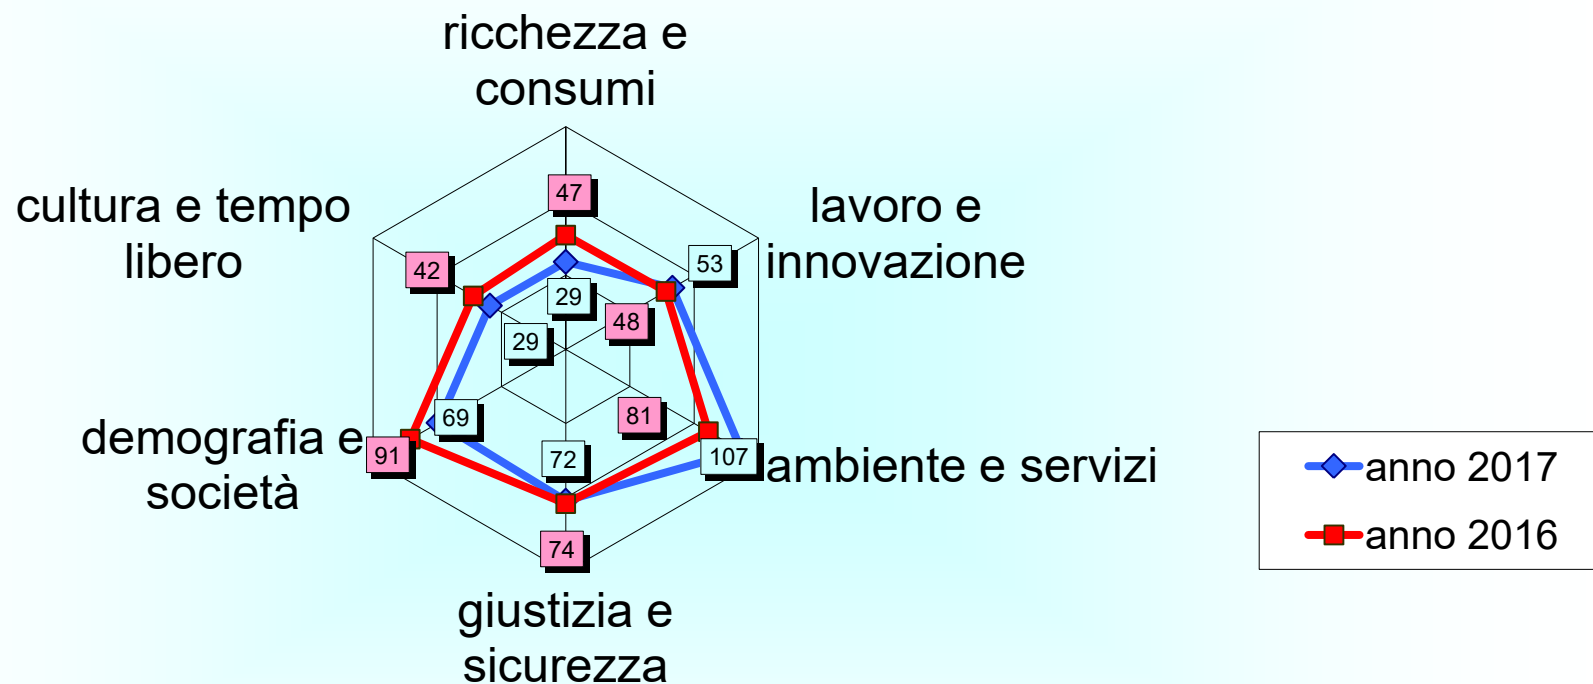 ricchezza e
consumi
47
cultura e tempo
libero
lavoro e
innovazione
42
53
29
48
29
69
81
demografia e
società
91
72
107
ambiente e servizi
74
giustizia e
sicurezza
anno 2017
anno 2016